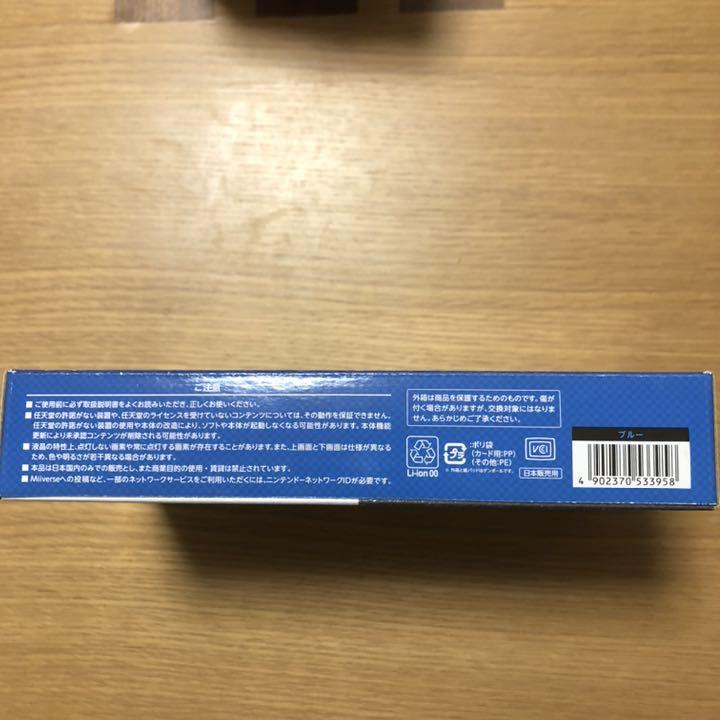 ご注意
■ご使用前に必ず取扱説明書をよくお読みいただき、正しくお使いください。
■任天堂の許諾がない装置や、任天堂のライセンスを受けていないコンテンツについては、その動作を保証できません。
任天堂の許諾がない装置の使用や本体の改造により、ソフトや本体が起動しなくなる可能性があります。本体機能
更新により未承認コンテンツが削除される可能性があります。
■液晶の特性上、点灯しない画素や常に点灯する画素が存在することがあります。また、上画面と下画面は仕様が異なる
ため、色や明るさが若干異なる場合があります。
■本品は日本国内のみでの販売とし、また商業目的の使用・賃貸は禁止されています。
■Miiverseへの投稿など、一部のネットワークサービスをご利用いただくには、ニンテンドーネットワークIDが必要です。
外箱は商品を保護するためのものです。傷が
付く場合がありますが、交換対象にはなりま
せん。あらかじめご了承ください。
Li-ion 00
プラ
:ポリ袋
(カード用:PP)
(その他:PE)
※ 外箱と紙パッドはダンボールです。
VCI
日本販売用
ブルー
4 902370 533958